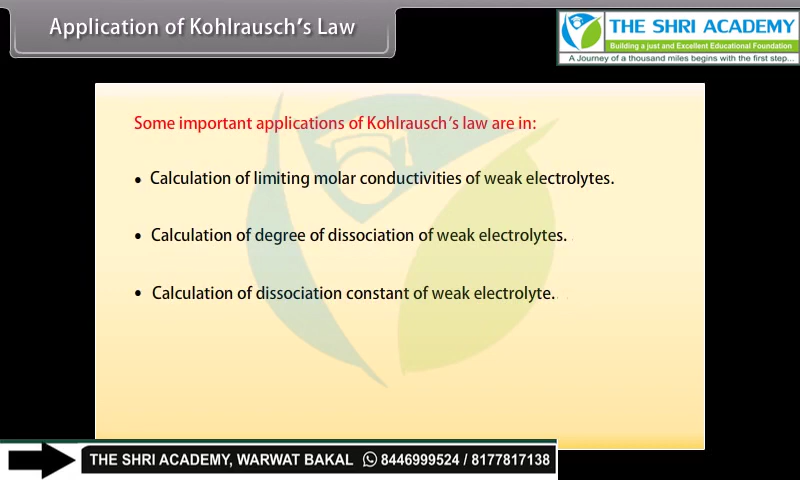 Application of Kohlrausch's Law
THE SHRI ACADEMY
Building a just and Excellent Educational Foundation
A Journey of a thousand miles begins with the first step...
Some important applications of Kohlrausch's law are in:
• Calculation of limiting molar conductivities of weak electrolytes.
• Calculation of degree of dissociation of weak electrolytes.
• Calculation of dissociation constant of weak electrolyte.
THE SHRI ACADEMY, WARWAT BAKAL 8446999524 / 8177817138